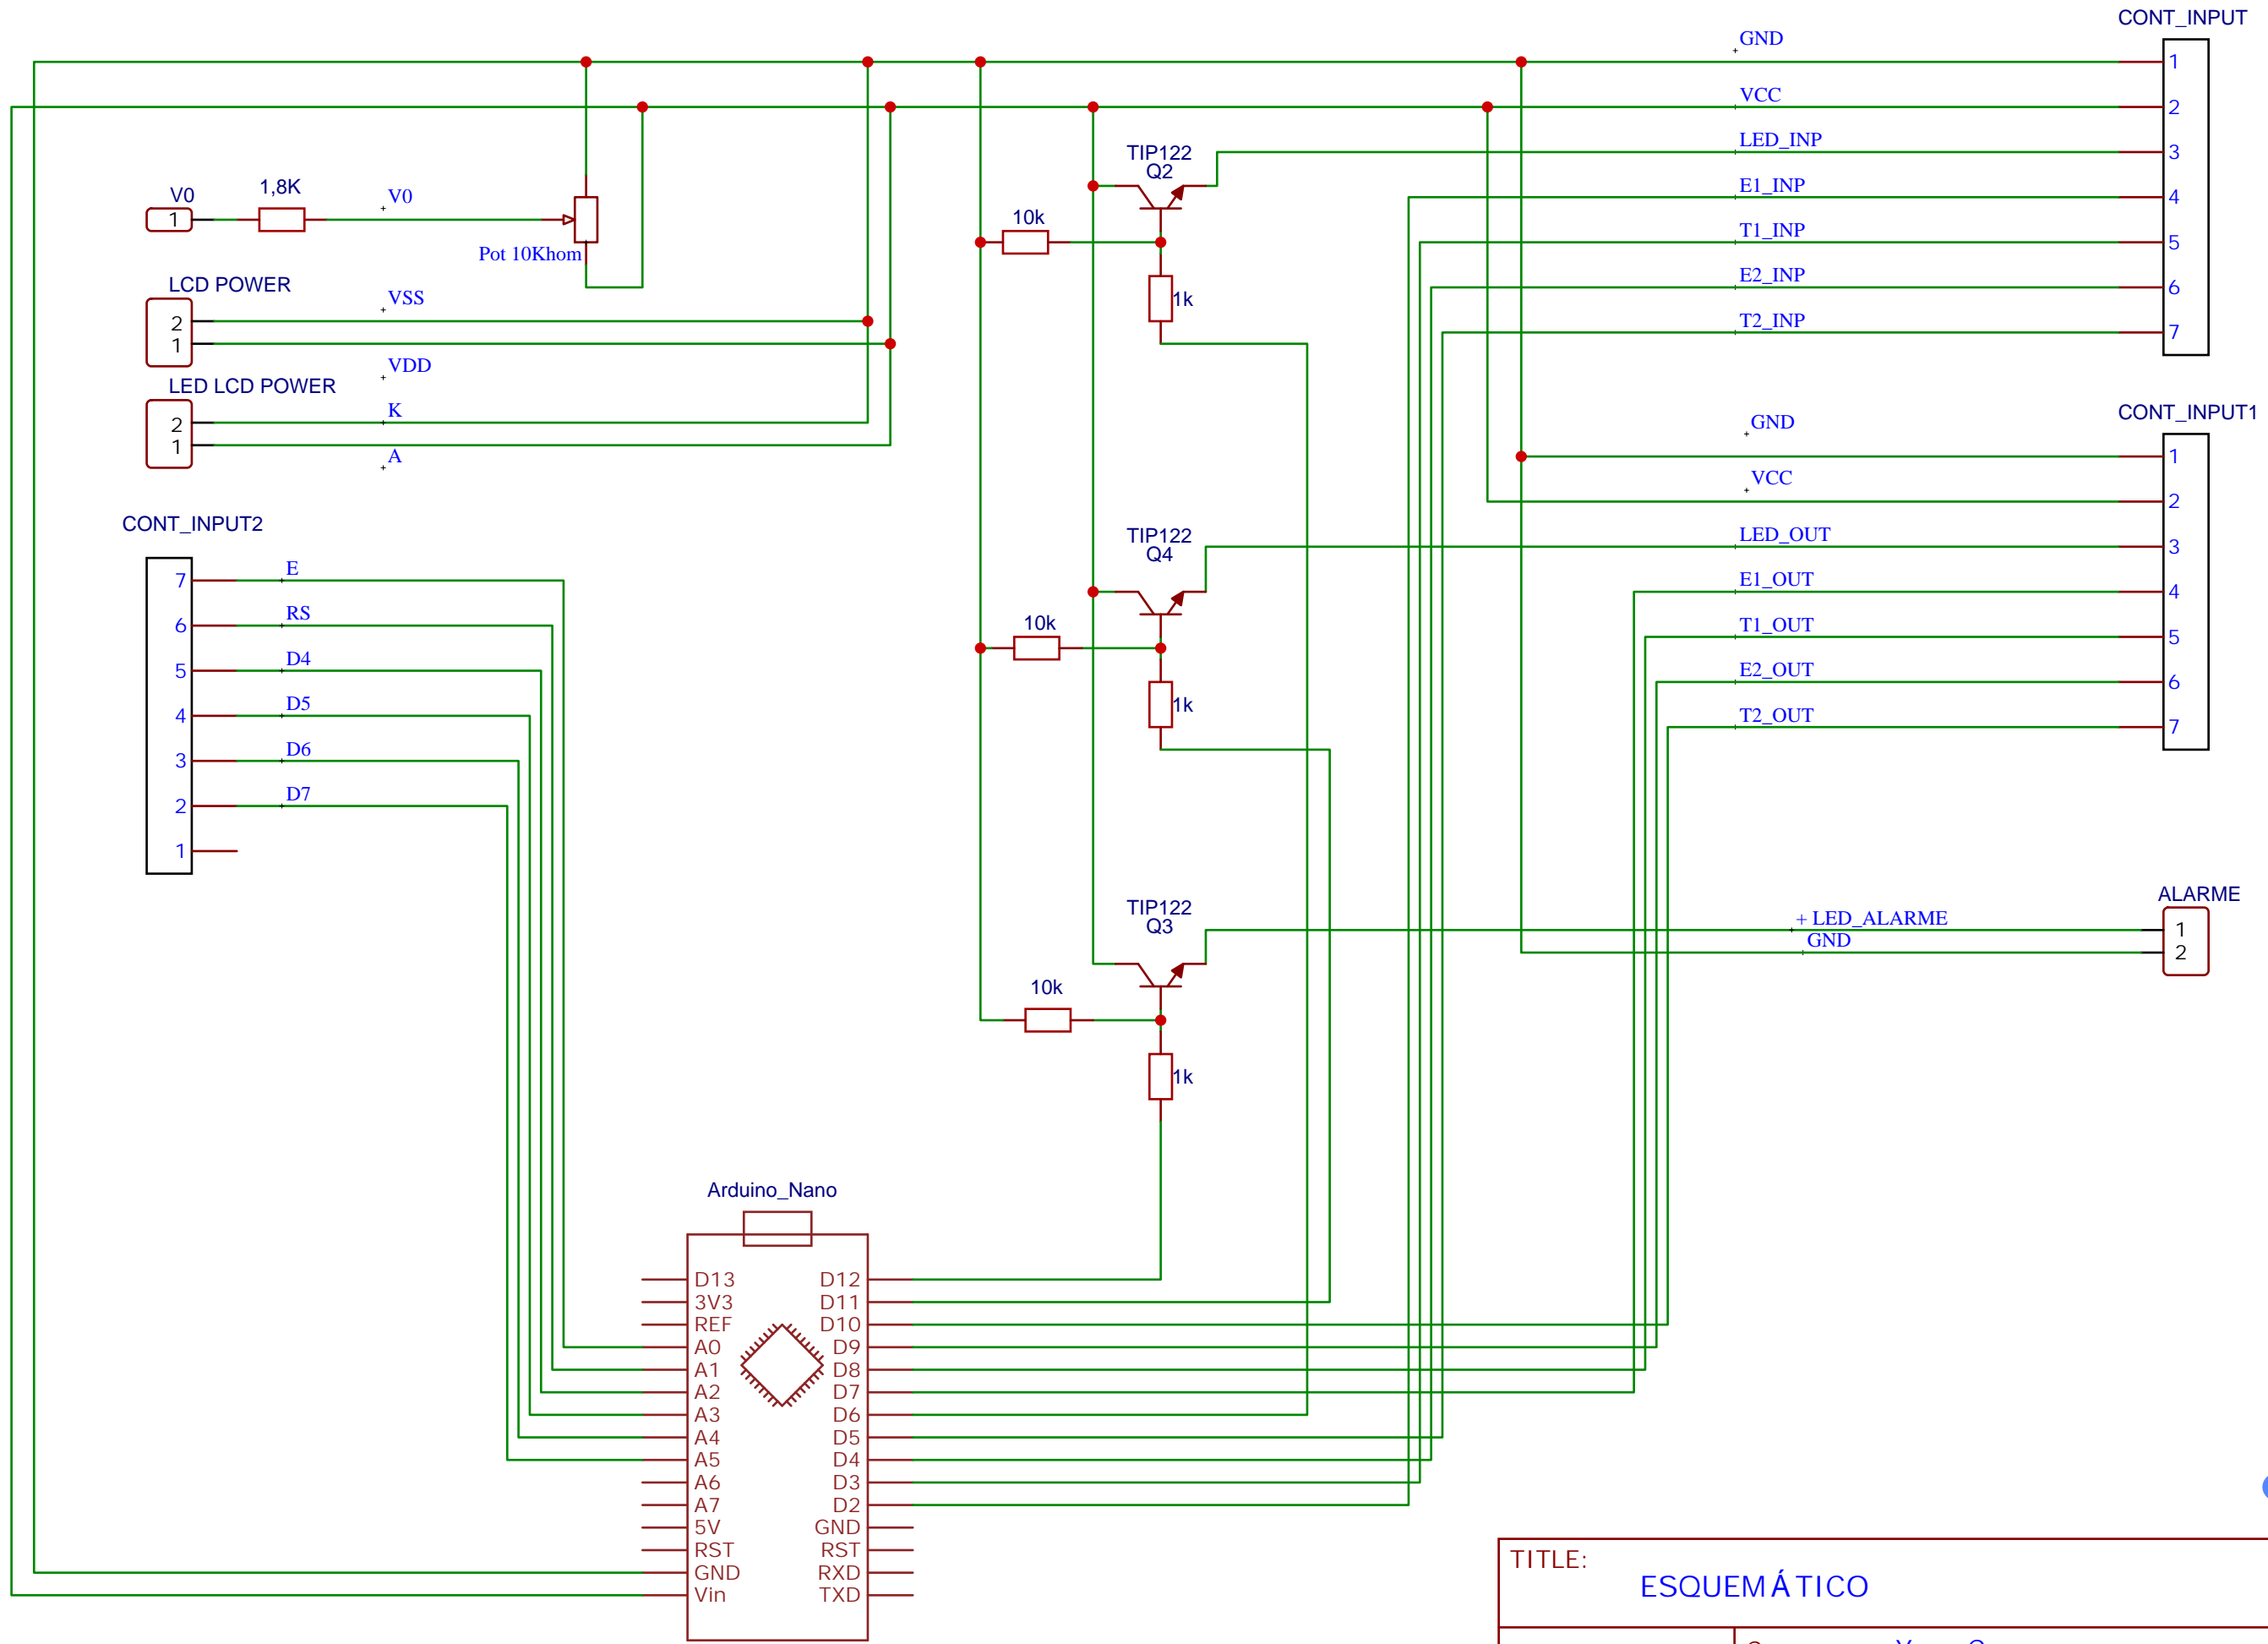 CONT_INPUT
GND
1
VCC
2
LED_INP
3
E1_INP
4
T1_INP
5
E2_INP
6
T2_INP
7
V0
1
1,8K
V0
Pot 10Khom
LCD POWER
2
1
VSS
VDD
LED LCD POWER
2
1
K
A
TIP122
Q2
10k
1k
CONT_INPUT1
GND
1
VCC
2
LED_OUT
3
E1_OUT
4
T1_OUT
5
E2_OUT
6
T2_OUT
7
TIP122
Q4
10k
1k
CONT_INPUT2
7
E
6
RS
5
D4
4
D5
3
D6
2
D7
1
TIP122
Q3
10k
1k
ALARME
+ LED_ALARME
1
GND
2
Arduino_Nano
D13 D12
3V3 D11
REF D10
A0 D9
A1 D8
A2 D7
A3 D6
A4 D5
A5 D4
A6 D3
A7 D2
5V GND
RST RST
GND RXD
Vin TXD
TITLE:
ESQUEMÁTICO